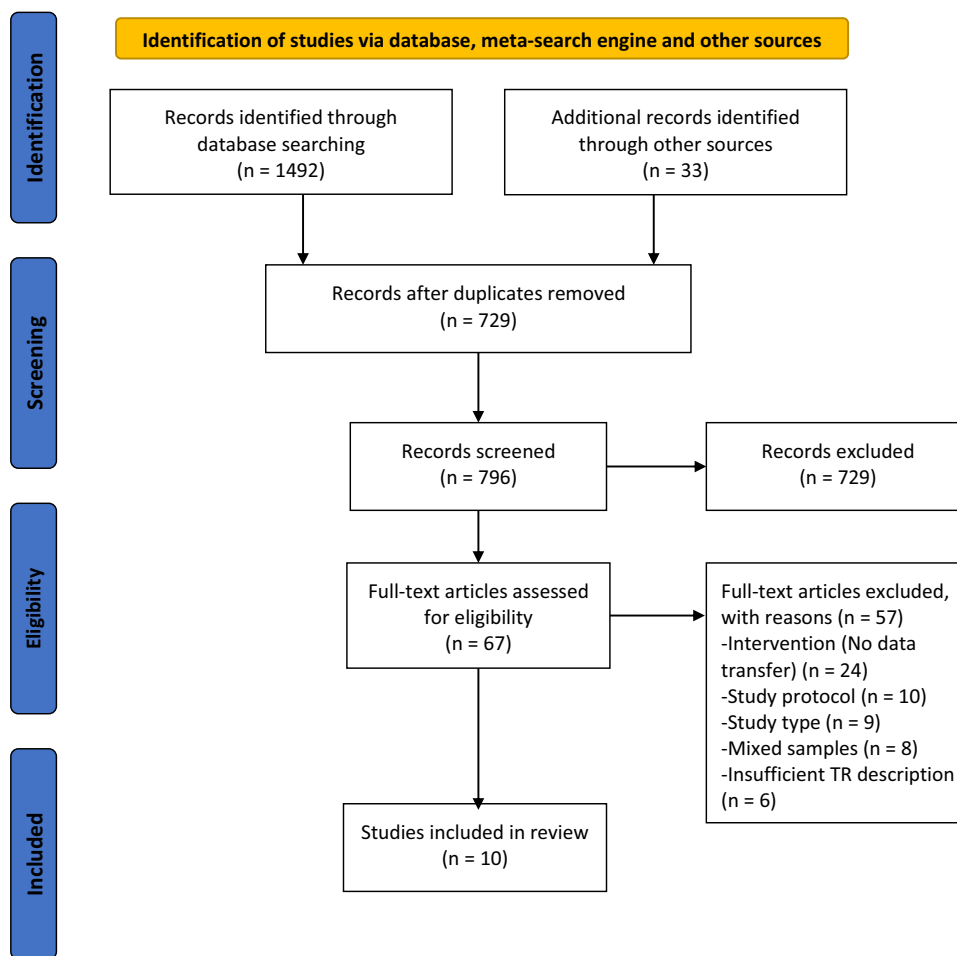 Identification of studies via database, meta-search engine and other sources
Identification
Records identified through
database searching
(n = 1492)
Additional records identified
through other sources
(n = 33)
Screening
Records after duplicates removed
(n = 729)
Records screened
(n = 796)
Records excluded
(n = 729)
Eligibility
Full-text articles assessed
for eligibility
(n = 67)
Full-text articles excluded,
with reasons (n = 57)
-Intervention (No data
transfer) (n = 24)
-Study protocol (n = 10)
-Study type (n = 9)
-Mixed samples (n = 8)
-Insufficient TR description
(n = 6)
Included
Studies included in review
(n = 10)